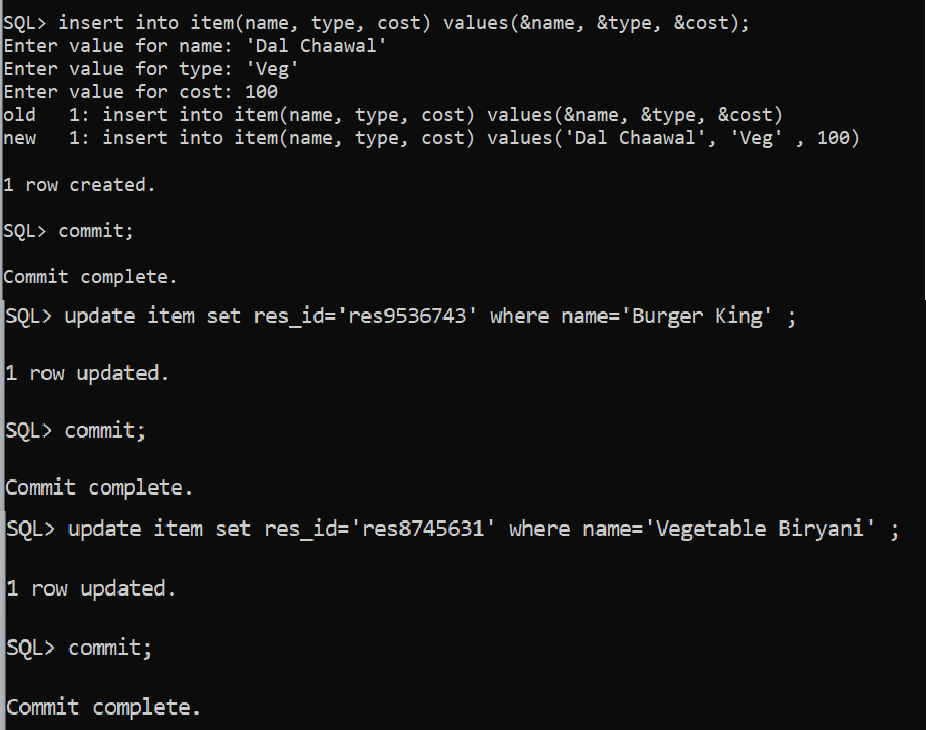 SQL> insert into item(name, type, cost) values(&name, &type, &cost);
Enter value for name: 'Dal Chaawal'
Enter value for type: 'Veg'
Enter value for cost: 100
old   1: insert into item(name, type, cost) values(&name, &type, &cost)
new   1: insert into item(name, type, cost) values('Dal Chaawal', 'Veg' , 100)
1 row created.
SQL> commit;
Commit complete.
SQL> update item set res_id='res9536743' where name='Burger King' ;
1 row updated.
SQL> commit;
Commit complete.
SQL> update item set res_id='res8745631' where name='Vegetable Biryani' ;
1 row updated.
SQL> commit;
Commit complete.